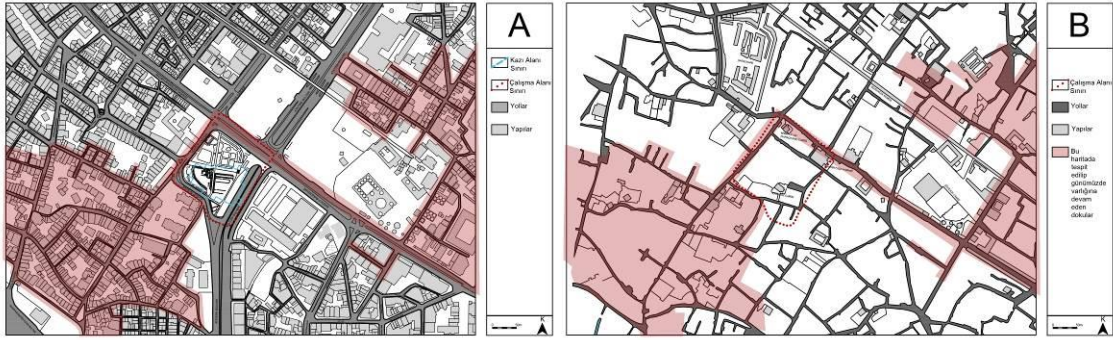 A
Kazı Alanı
Sınırı
Çalışma Alanı
Sınırı
Yollar
Yapılar
K
B
Çalışma Alanı
Sınırı
Yollar
Yapılar
Bu
haritada
tespit
edilip
günümüzde
varlığına
devam
eden
dokular
K